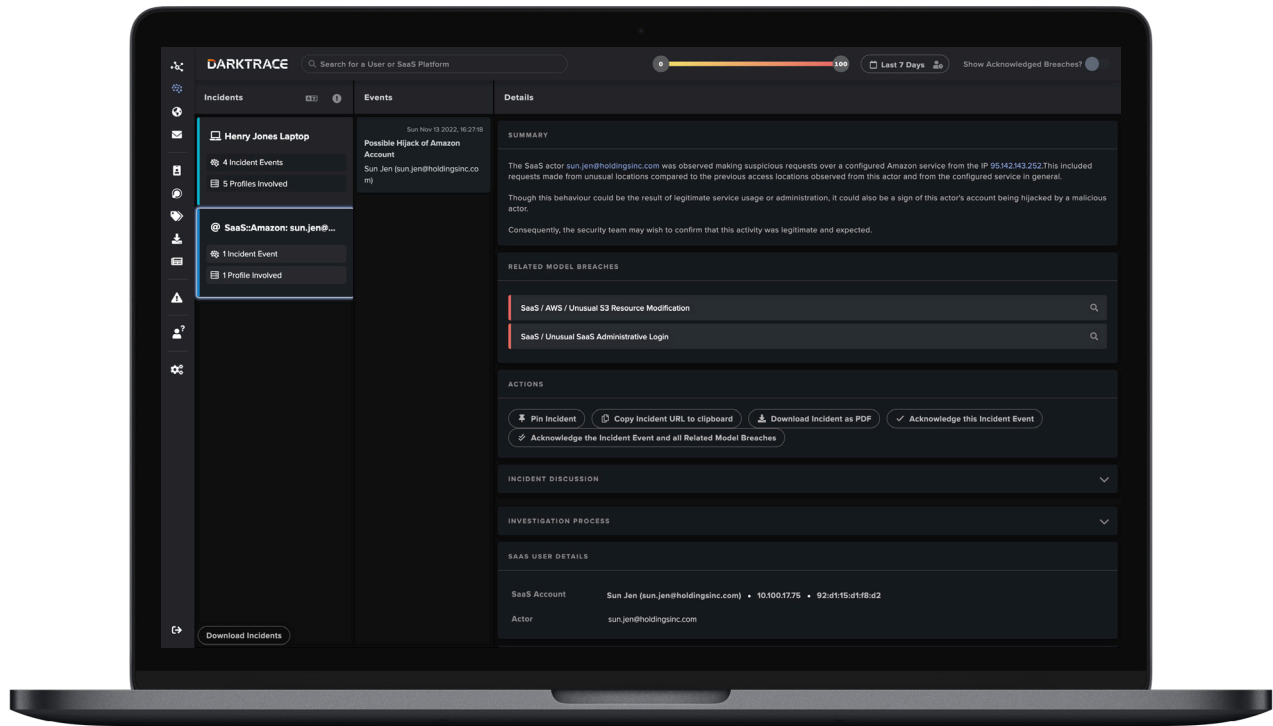 DARKTRACE
Search for a User or SaaS Platform
0
100
Last 7 Days
Show Acknowledged Breaches?
Incidents
Events
Details
Henry Jones Laptop
4 Incident Events
5 Profiles Involved
@ SaaS::Amazon: sun.jen@...
1 Incident Event
1 Profile Involved
Download Incidents
Sun Nov 13 2022, 16:27:18
Possible Hijack of Amazon
Account
Sun Jen (sun.jen@holdingsinc.co
m)
SUMMARY
The SaaS actor sun.jen@holdingsinc.com was observed making suspicious requests over a configured Amazon service from the IP 95.142.143.252.This included
requests made from unusual locations compared to the previous access locations observed from this actor and from the configured service in general.
Though this behaviour could be the result of legitimate service usage or administration, it could also be a sign of this actor's account being hijacked by a malicious
actor.
Consequently, the security team may wish to confirm that this activity was legitimate and expected.
RELATED MODEL BREACHES
SaaS / AWS / Unusual S3 Resource Modification
SaaS / Unusual SaaS Administrative Login
ACTIONS
Pin Incident
Copy Incident URL to clipboard
Download Incident as PDF
Acknowledge this Incident Event
Acknowledge the Incident Event and all Related Model Breaches
INCIDENT DISCUSSION
INVESTIGATION PROCESS
SAAS USER DETAILS
SaaS Account
Sun Jen (sun.jen@holdingsinc.com) • 10.100.17.75 • 92:d1:15:d1:f8:d2
Actor
sun.jen@holdingsinc.com